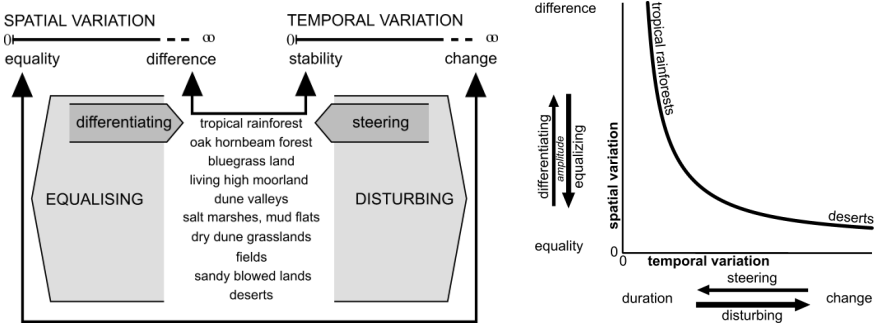 SPATIAL VARIATION
0 ∞
equality difference
TEMPORAL VARIATION
0 ∞
stability change
differentiating
steering
EQUALISING
DISTURBING
tropical rainforest
oak hornbeam forest
bluegrass land
living high moorland
dune valleys
salt marshes, mud flats
dry dune grasslands
fields
sandy blowed lands
deserts
difference
tropical rainforests
differentiating
amplitude
equalizing
spatial variation
deserts
equality
0
0
temporal variation
steering
duration change
disturbing